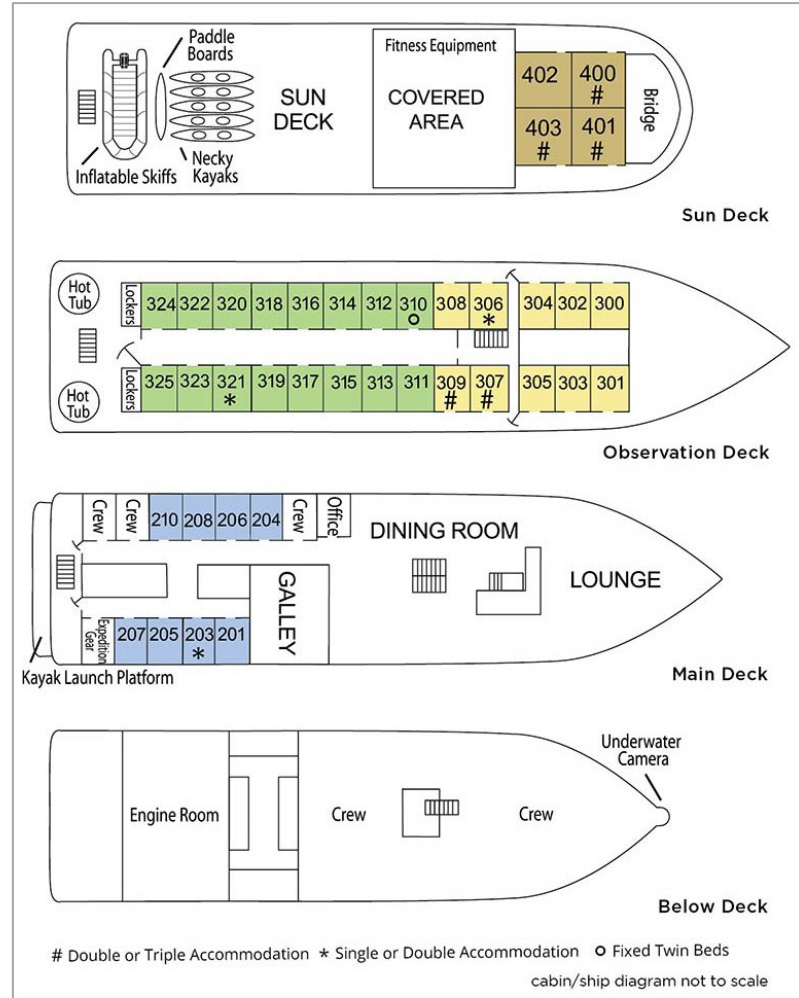 Paddle
Boards
Fitness Equipment
SUN
DECK
COVERED
AREA
402
400
#
403
#
401
#
Bridge
Inflatable Skiffs
Necky
Kayaks
Sun Deck
Hot
Tub
Lockers
324
322
320
318
316
314
312
310
o
308
306
*
304
302
300
Hot
Tub
Lockers
325
323
321
*
319
317
315
313
311
309
#
307
#
305
303
301
Observation Deck
Crew
Crew
210
208
206
204
Crew
Office
DINING ROOM
GALLEY
LOUNGE
Expedition
Gear
207
205
203
*
201
Kayak Launch Platform
Main Deck
Underwater
Camera
Engine Room
Crew
Crew
Below Deck
# Double or Triple Accommodation * Single or Double Accommodation o Fixed Twin Beds
cabin/ship diagram not to scale